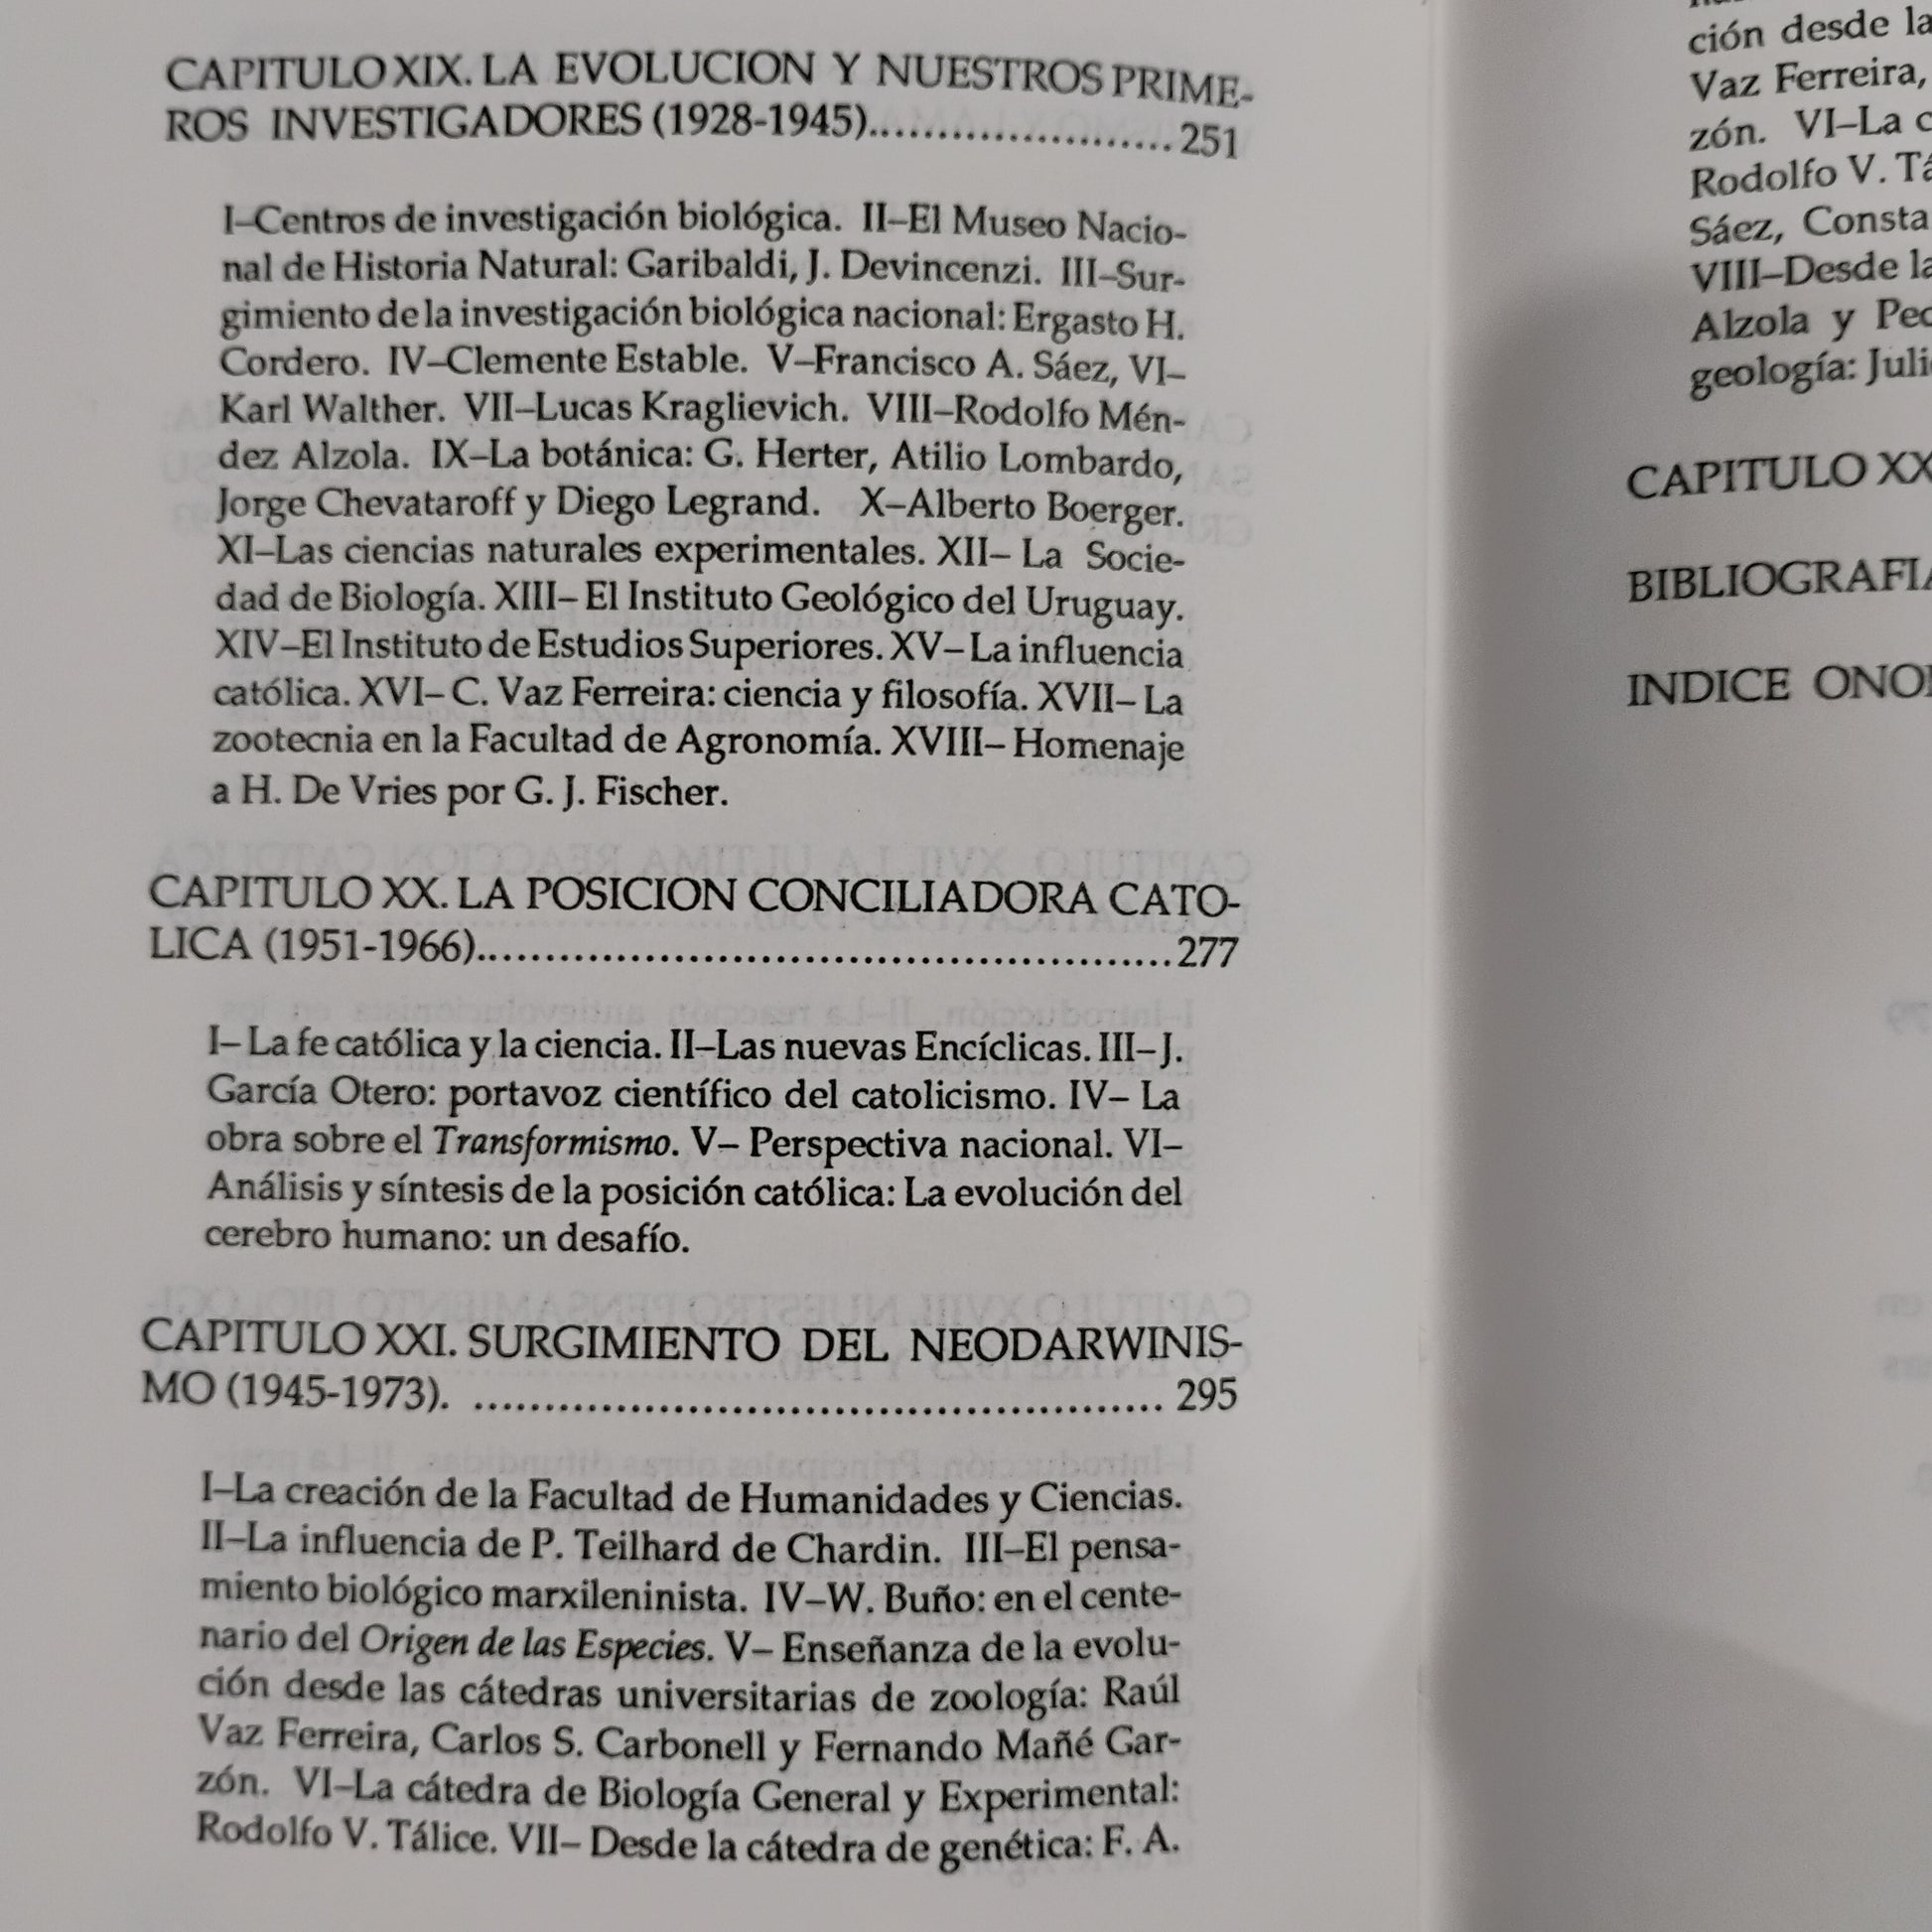 CAPITULO XIX. LA EVOLUCION Y NUESTROS PRIME-
ROS INVESTIGADORES (1928-1945)........................251
I–Centros de investigación biológica. II–El Museo Nacio-
nal de Historia Natural: Garibaldi, J. Devincenzi. III–Sur-
gimiento de la investigación biológica nacional: Ergasto H.
Cordero. IV–Clemente Estable. V–Francisco A. Sáez, VI–
Karl Walther. VII–Lucas Kraglievich. VIII–Rodolfo Mén-
dez Alzola. IX–La botánica: G. Herter, Atilio Lombardo,
Jorge Chevataroff y Diego Legrand. X–Alberto Boerger.
XI–Las ciencias naturales experimentales. XII– La Socie-
dad de Biología. XIII– El Instituto Geológico del Uruguay.
XIV–El Instituto de Estudios Superiores. XV– La influencia
católica. XVI– C. Vaz Ferreira: ciencia y filosofía. XVII– La
zootecnia en la Facultad de Agronomía. XVIII– Homenaje
a H. De Vries por G. J. Fischer.
CAPITULO XX. LA POSICION CONCILIADORA CATO-
LICA (1951-1966)........................................................277
I– La fe católica y la ciencia. II–Las nuevas Encíclicas. III–J.
García Otero: portavoz científico del catolicismo. IV– La
obra sobre el Transformismo. V– Perspectiva nacional. VI–
Análisis y síntesis de la posición católica: La evolución del
cerebro humano: un desafío.
CAPITULO XXI. SURGIMIENTO DEL NEODARWINIS-
MO (1945-1973). ........................................................ 295
I–La creación de la Facultad de Humanidades y Ciencias.
II–La influencia de P. Teilhard de Chardin. III–El pensa-
miento biológico marxileninista. IV–W. Buño: en el cente-
nario del Origen de las Especies. V– Enseñanza de la evolu-
ción desde las cátedras universitarias de zoología: Raúl
Vaz Ferreira, Carlos S. Carbonell y Fernando Mañé Gar-
zón. VI–La cátedra de Biología General y Experimental:
Rodolfo V. Tálice. VII– Desde la cátedra de genética: F. A.
ción desde la
Vaz Ferreira,
zón. VI–La
Rodolfo V.
Sáez,
VIII–Desde la
Alzola y
geología:
CAPITULO